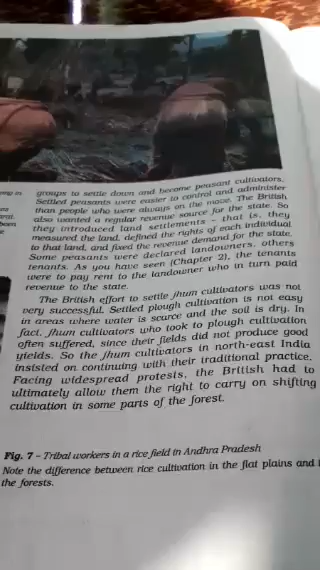 groups to settle down and become peasant cultivators.
Settled peasants were easier to control and administer
than people who were always on the move. The British
also wanted a regular revenue source for the state. So
they introduced land settlements – that is, they
measured the land, defined the rights of each individual
to that land, and fixed the revenue demand for the state.
Some peasants were declared landowners, others
tenants. As you have seen (Chapter 2), the tenants
were to pay rent to the landowner who in turn paid
revenue to the state.
The British effort to settle jhum cultivators was not
very successful. Settled plough cultivation is not easy
in areas where water is scarce and the soil is dry. In
fact, jhum cultivators who took to plough cultivation
often suffered, since their fields did not produce good
yields. So the jhum cultivators in north-east India
insisted on continuing with their traditional practice.
Facing widespread protests, the British had to
ultimately allow them the right to carry on shifting
cultivation in some parts of the forest.
Fig. 7 – Tribal workers in a rice field in Andhra Pradesh
Note the difference between rice cultivation in the flat plains and
the forests.